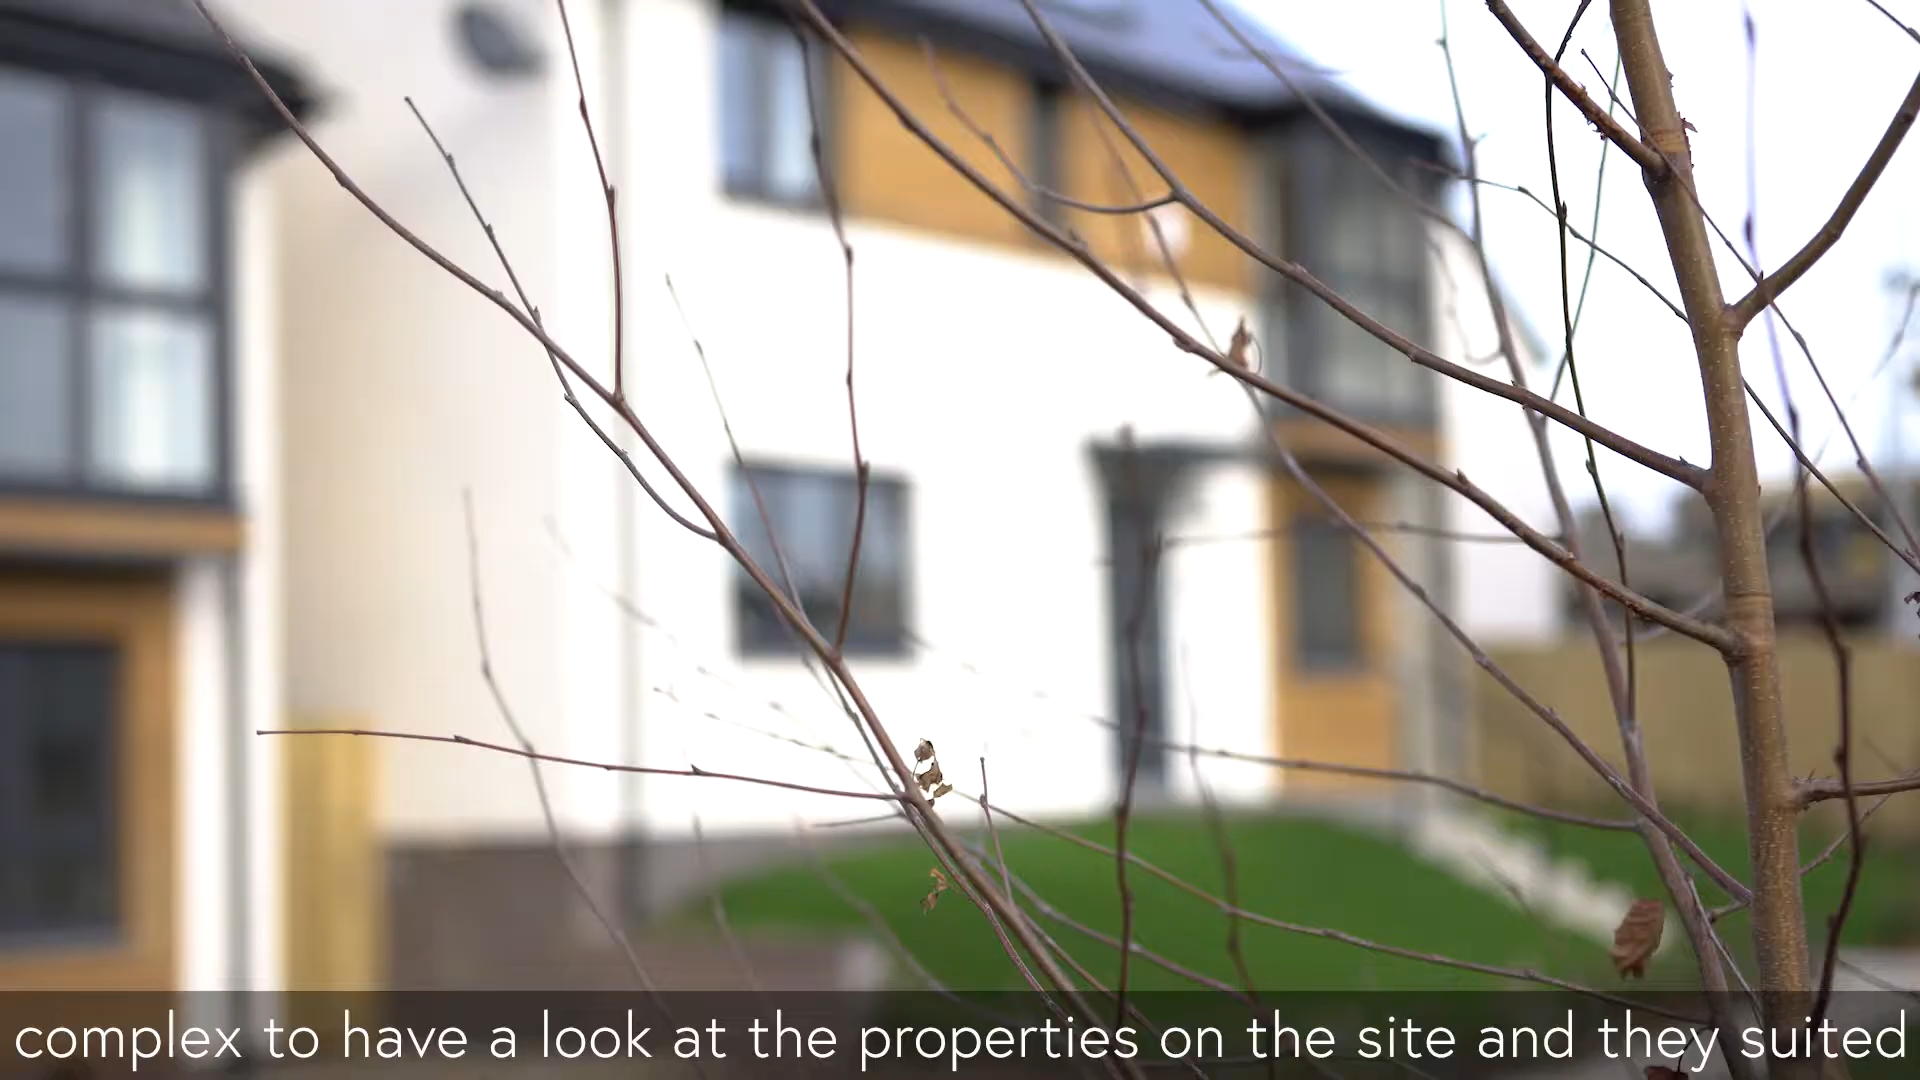 complex to have a look at the properties on the site and they suited